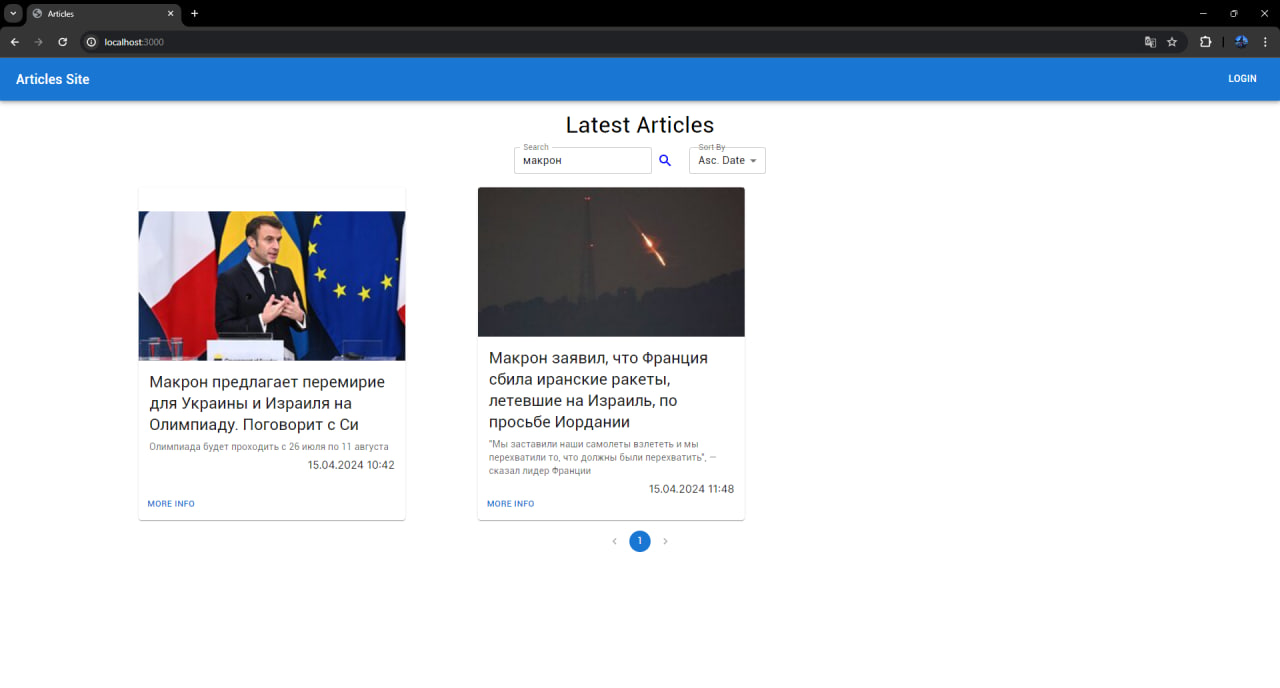 Articles
localhost:3000
Articles Site
LOGIN
Latest Articles
Search
макрон
Sort By
Asc. Date
Макрон предлагает перемирие
для Украины и Израиля на
Олимпиаду. Поговорит с Си
Олимпиада будет проходить с 26 июля по 11 августа
15.04.2024 10:42
MORE INFO
Макрон заявил, что Франция
сбила иранские ракеты,
летевшие на Израиль, по
просьбе Иордании
"Мы заставили наши самолеты взлететь и мы
перехватили то, что должны были перехватить", —
сказал лидер Франции
15.04.2024 11:48
MORE INFO
1